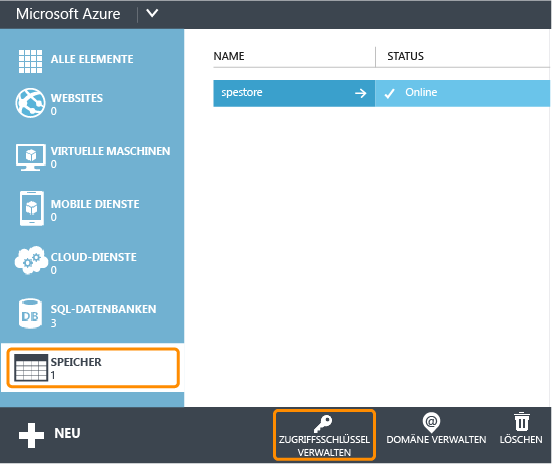 Microsoft Azure
ALLE ELEMENTE
WEBSITES
0
VIRTUELLE MASCHINEN
0
MOBILE DIENSTE
0
CLOUD-DIENSTE
0
DB
SQL-DATENBANKEN
3
SPEICHER
1
NAME STATUS
spestore Online
NEU
ZUGRIFFSSCHLÜSSEL
VERWALTEN
@
DOMÄNE VERWALTEN
LÖSCHEN